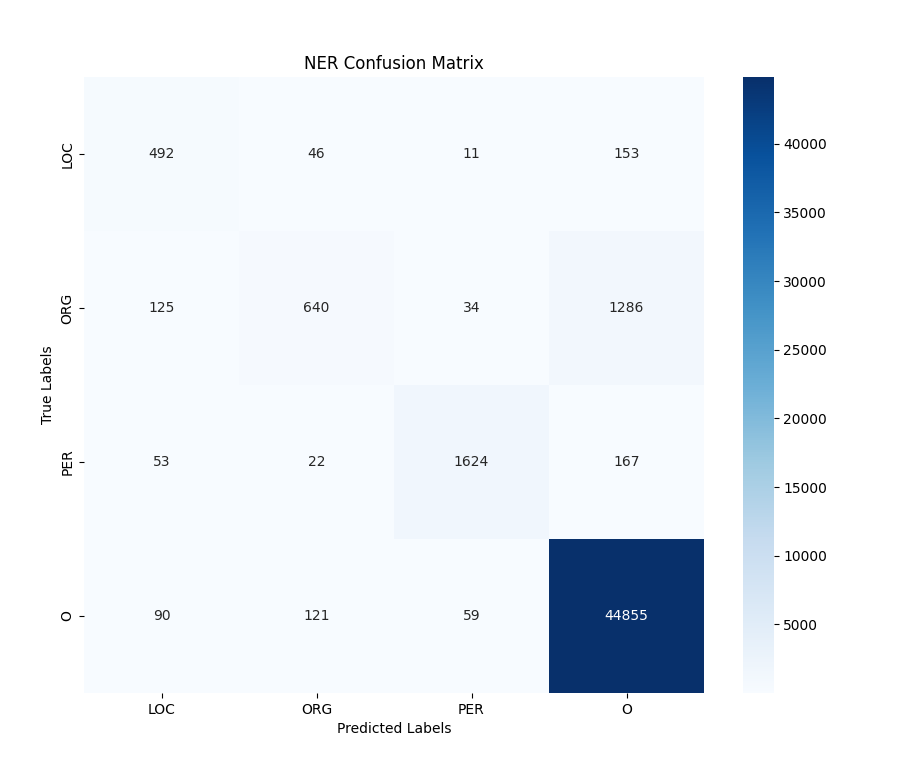 NER Confusion Matrix
LOC 492 46 11 153
ORG 125 640 34 1286
PER 53 22 1624 167
O 90 121 59 44855
LOC ORG PER O
Predicted Labels
True Labels
40000
35000
30000
25000
20000
15000
10000
5000